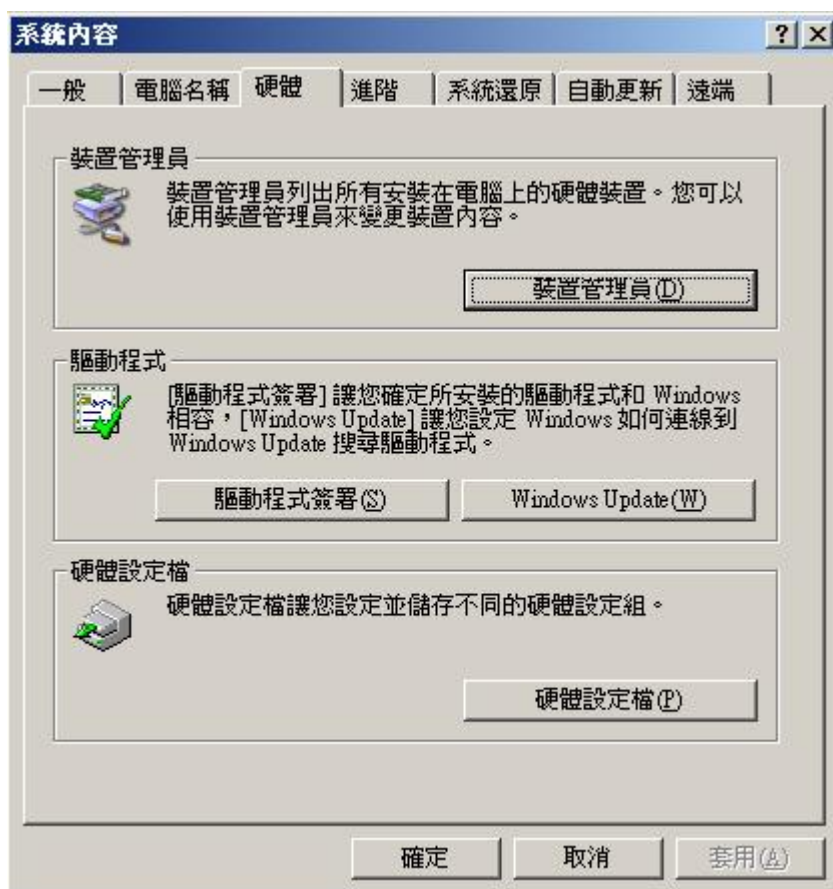 系統內容
一般 電腦名稱 硬體 進階 系統還原 自動更新 遠端
裝置管理員
裝置管理員列出所有安裝在電腦上的硬體裝置。您可以
使用裝置管理員來變更裝置內容。
裝置管理員(D)
驅動程式
[驅動程式簽署] 讓您確定所安裝的驅動程式和 Windows
相容，[Windows Update] 讓您設定 Windows 如何連線到
Windows Update 搜尋驅動程式。
驅動程式簽署(S) Windows Update(W)
硬體設定檔
硬體設定檔讓您設定並儲存不同的硬體設定組。
硬體設定檔(P)
確定 取消 套用(A)